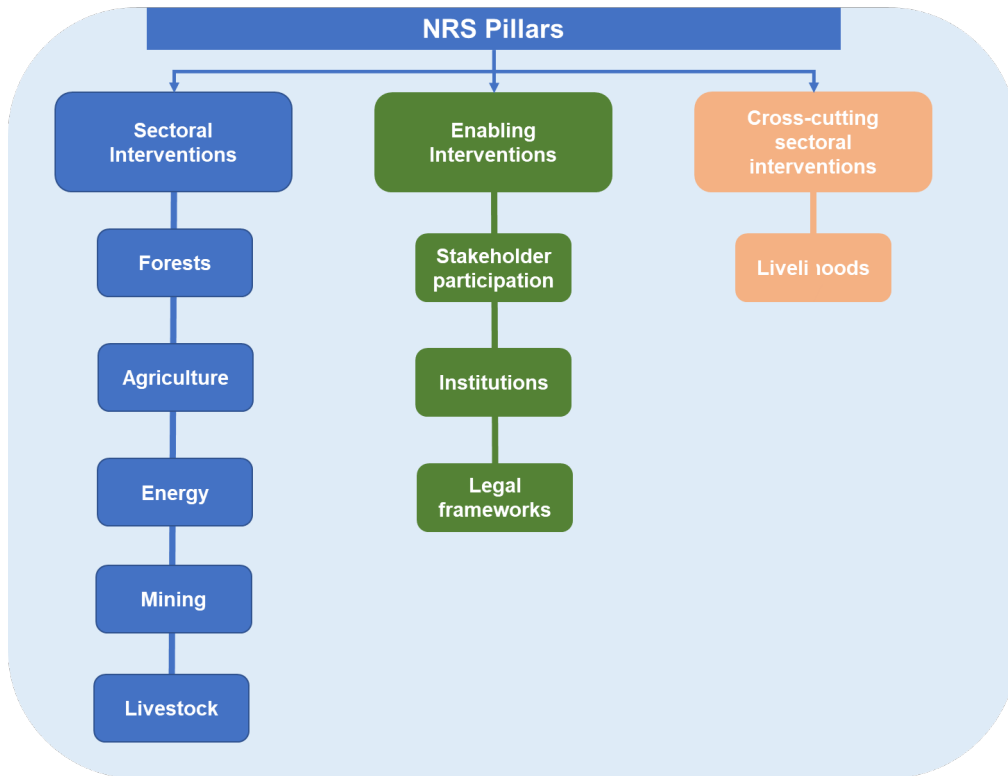 NRS Pillars
Sectoral
Interventions
Forests
Agriculture
Energy
Mining
Livestock
Enabling
Interventions
Stakeholder
participation
Institutions
Legal
frameworks
Cross-cutting
sectoral
interventions
Livelihoods